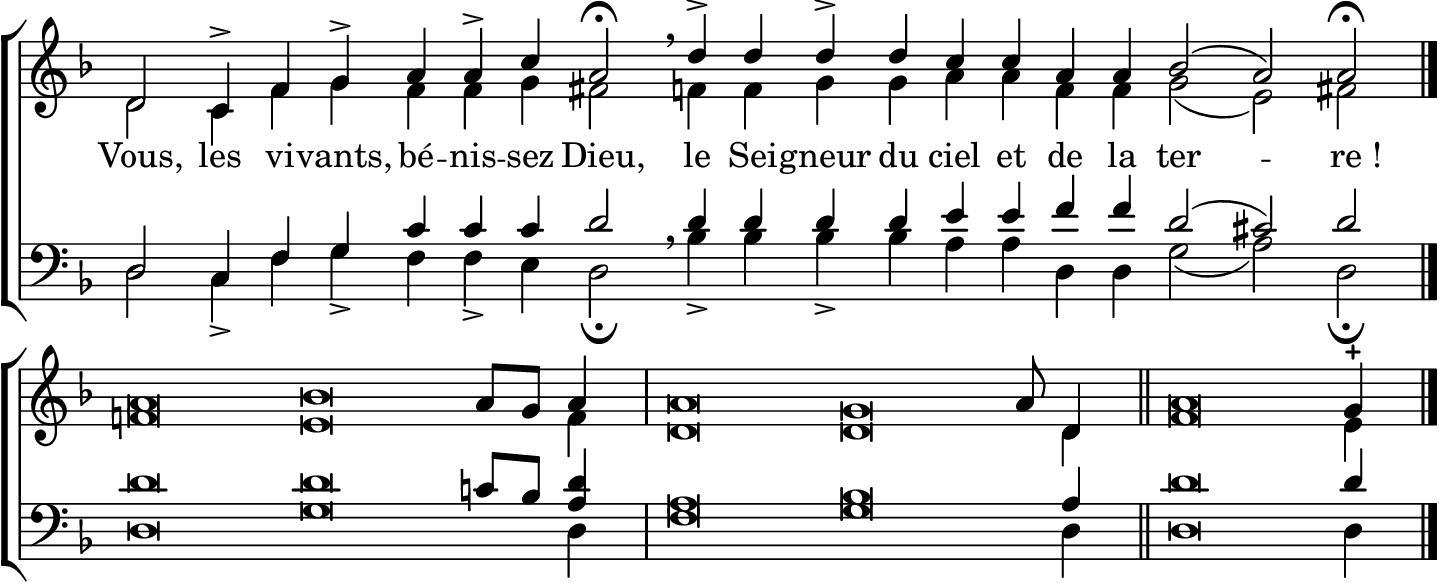 Vous, les vivants, bé -- nis -- sez Dieu, le Seigneur du ciel et de la ter -- re !